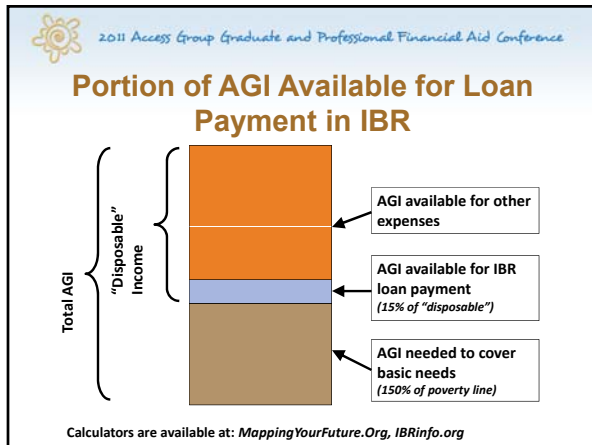 2011 Access Group Graduate and Professional Financial Aid Conference
Portion of AGI Available for Loan
Payment in IBR
Total AGI
"Disposable"
Income
AGI available for other
expenses
AGI available for IBR
loan payment
(15% of "disposable")
AGI needed to cover
basic needs
(150% of poverty line)
Calculators are available at: MappingYourFuture.Org, IBRinfo.org